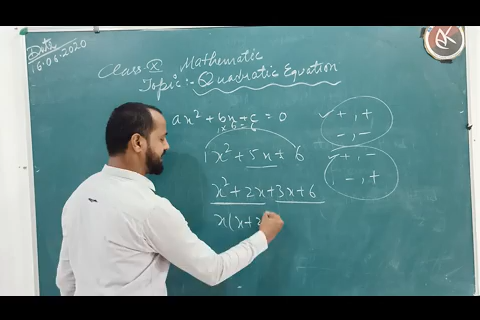 Date
16.06.2020
Mathematic
Class: X
Topic:- Quadratic Equation
ax² + bx + c = 0
1 x 6 = 6
1x² + 5x + 6
x² + 2x + 3x + 6
x(x+2
+ , +
- , -
+ , -
- , +